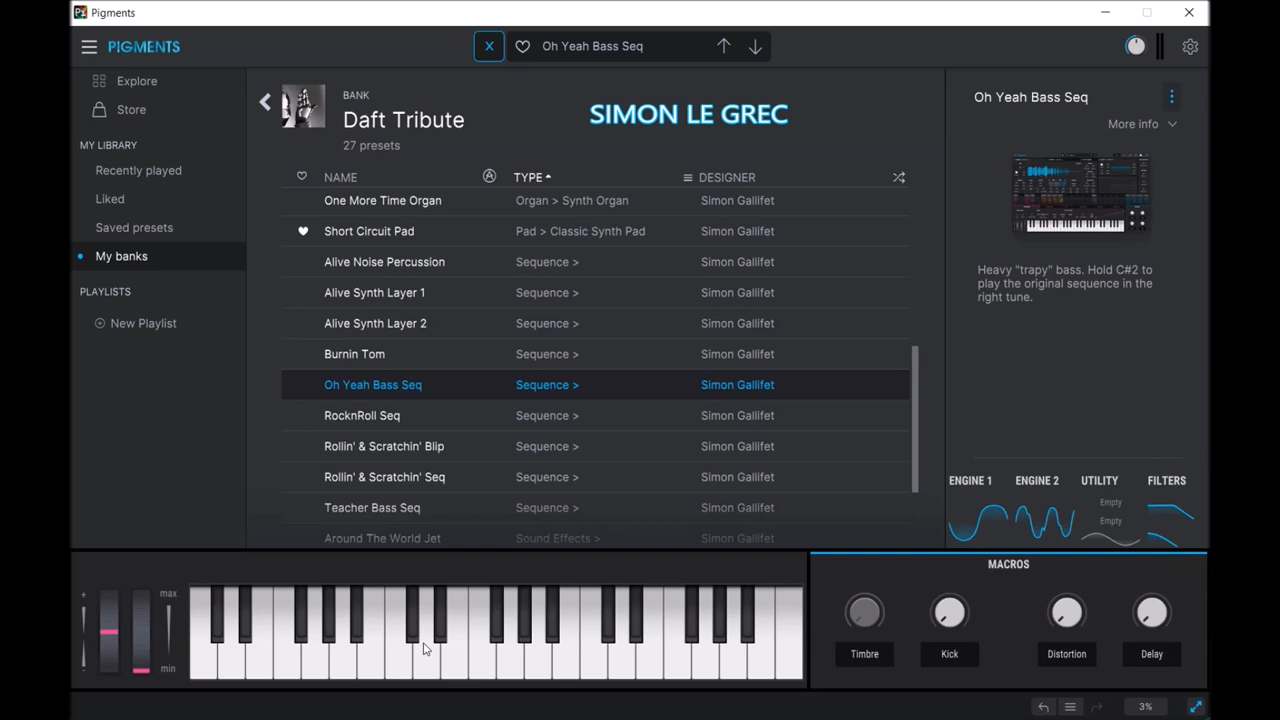 Pigments
PIGMENTS
X
Oh Yeah Bass Seq
Explore
Store
MY LIBRARY
Recently played
Liked
Saved presets
My banks
PLAYLISTS
New Playlist
BANK
Daft Tribute
27 presets
SIMON LE GREC
NAME TYPE DESIGNER
One More Time Organ Organ > Synth Organ Simon Gallifet
Short Circuit Pad Pad > Classic Synth Pad Simon Gallifet
Alive Noise Percussion Sequence > Simon Gallifet
Alive Synth Layer 1 Sequence > Simon Gallifet
Alive Synth Layer 2 Sequence > Simon Gallifet
Burnin Tom Sequence > Simon Gallifet
Oh Yeah Bass Seq Sequence > Simon Gallifet
RocknRoll Seq Sequence > Simon Gallifet
Rollin' & Scratchin' Blip Sequence > Simon Gallifet
Rollin' & Scratchin' Seq Sequence > Simon Gallifet
Teacher Bass Seq Sequence > Simon Gallifet
Around The World Jet Sound Effects > Simon Gallifet
Oh Yeah Bass Seq
More info
Heavy "trapy" bass. Hold C#2 to
play the original sequence in the
right tune.
ENGINE 1 ENGINE 2 UTILITY FILTERS
Empty
Empty
+
-
max
min
MACROS
Timbre Kick Distortion Delay
3%